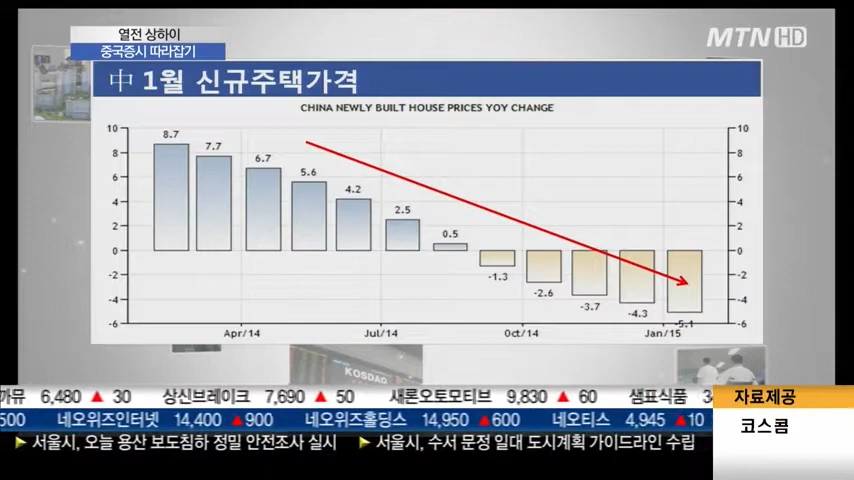 열전 상하이
중국증시 따라잡기
MTN HD
中 1월 신규주택가격
CHINA NEWLY BUILT HOUSE PRICES YOY CHANGE
10 8 6 4 2 0 -2 -4 -6
8.7 7.7 6.7 5.6 4.2 2.5 0.5 -1.3 -2.6 -3.7 -4.3 -5.1
10 8 6 4 2 0 -2 -4 -6
Apr/14 Jul/14 Oct/14 Jan/15
KOSDAQ
까뮤 6,480 ▲ 30 상신브레이크 7,690 ▲ 50 새론오토모티브 9,830 ▲ 60 샘표식품
500 네오위즈인터넷 14,400 ▲900 네오위즈홀딩스 14,950 ▲600 네오티스 4,945 ▲10
▶ 서울시, 오늘 용산 보도침하 정밀 안전조사 실시 ▶ 서울시, 수서 문정 일대 도시계획 가이드라인 수립
자료제공
코스콤